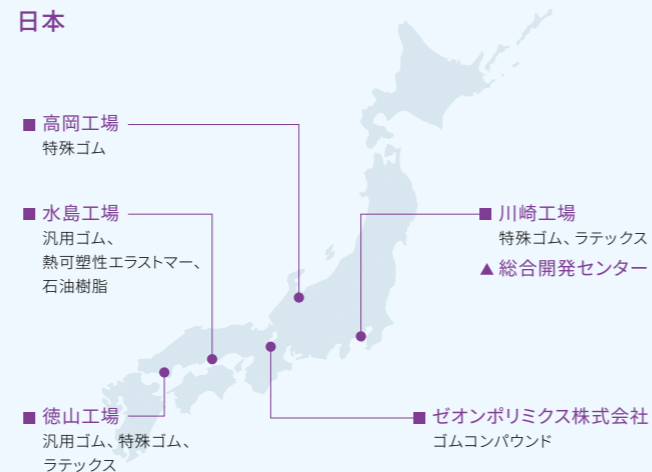 日本
■ 高岡工場
特殊ゴム
■ 水島工場
汎用ゴム、
熱可塑性エラストマー、
石油樹脂
■ 徳山工場
汎用ゴム、特殊ゴム、
ラテックス
■ 川崎工場
特殊ゴム、ラテックス
▲ 総合開発センター
■ ゼオンポリミクス株式会社
ゴムコンパウンド